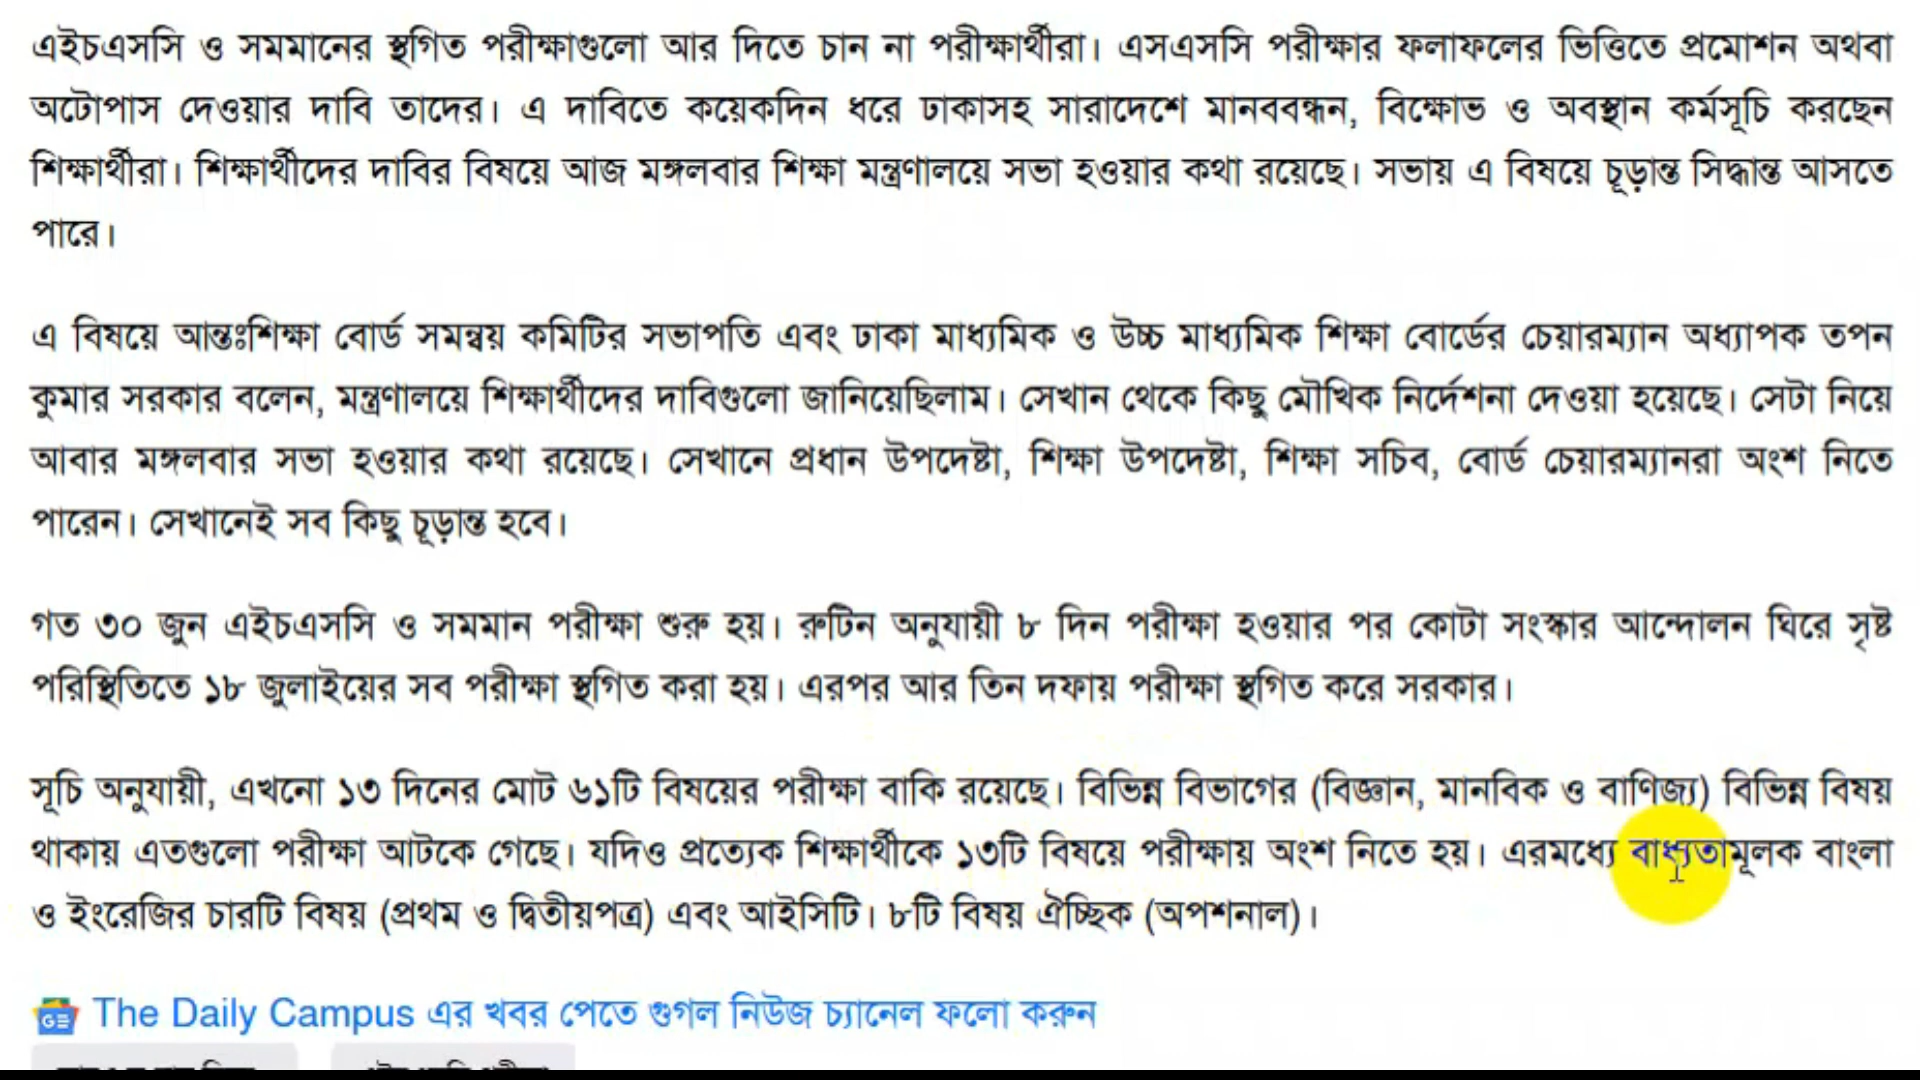 এইচএসসি ও সমমানের স্থগিত পরীক্ষাগুলো আর দিতে চান না পরীক্ষার্থীরা। এসএসসি পরীক্ষার ফলাফলের ভিত্তিতে প্রমোশন অথবা
অটোপাস দেওয়ার দাবি তাদের। এ দাবিতে কয়েকদিন ধরে ঢাকাসহ সারাদেশে মানববন্ধন, বিক্ষোভ ও অবস্থান কর্মসূচি করছেন
শিক্ষার্থীরা। শিক্ষার্থীদের দাবির বিষয়ে আজ মঙ্গলবার শিক্ষা মন্ত্রণালয়ে সভা হওয়ার কথা রয়েছে। সভায় এ বিষয়ে চূড়ান্ত সিদ্ধান্ত আসতে
পারে।
এ বিষয়ে আন্তঃশিক্ষা বোর্ড সমন্বয় কমিটির সভাপতি এবং ঢাকা মাধ্যমিক ও উচ্চ মাধ্যমিক শিক্ষা বোর্ডের চেয়ারম্যান অধ্যাপক তপন
কুমার সরকার বলেন, মন্ত্রণালয়ে শিক্ষার্থীদের দাবিগুলো জানিয়েছিলাম। সেখান থেকে কিছু মৌখিক নির্দেশনা দেওয়া হয়েছে। সেটা নিয়ে
আবার মঙ্গলবার সভা হওয়ার কথা রয়েছে। সেখানে প্রধান উপদেষ্টা, শিক্ষা উপদেষ্টা, শিক্ষা সচিব, বোর্ড চেয়ারম্যানরা অংশ নিতে
পারেন। সেখানেই সব কিছু চূড়ান্ত হবে।
গত ৩০ জুন এইচএসসি ও সমমান পরীক্ষা শুরু হয়। রুটিন অনুযায়ী ৮ দিন পরীক্ষা হওয়ার পর কোটা সংস্কার আন্দোলন ঘিরে সৃষ্ট
পরিস্থিতিতে ১৮ জুলাইয়ের সব পরীক্ষা স্থগিত করা হয়। এরপর আর তিন দফায় পরীক্ষা স্থগিত করে সরকার।
সূচি অনুযায়ী, এখনো ১৩ দিনের মোট ৬১টি বিষয়ের পরীক্ষা বাকি রয়েছে। বিভিন্ন বিভাগের (বিজ্ঞান, মানবিক ও বাণিজ্য) বিভিন্ন বিষয়
থাকায় এতগুলো পরীক্ষা আটকে গেছে। যদিও প্রত্যেক শিক্ষার্থীকে ১৩টি বিষয়ে পরীক্ষায় অংশ নিতে হয়। এরমধ্যে বাধ্যতামূলক বাংলা
ও ইংরেজির চারটি বিষয় (প্রথম ও দ্বিতীয়পত্র) এবং আইসিটি। ৮টি বিষয় ঐচ্ছিক (অপশনাল)।
The Daily Campus এর খবর পেতে গুগল নিউজ চ্যানেল ফলো করুন